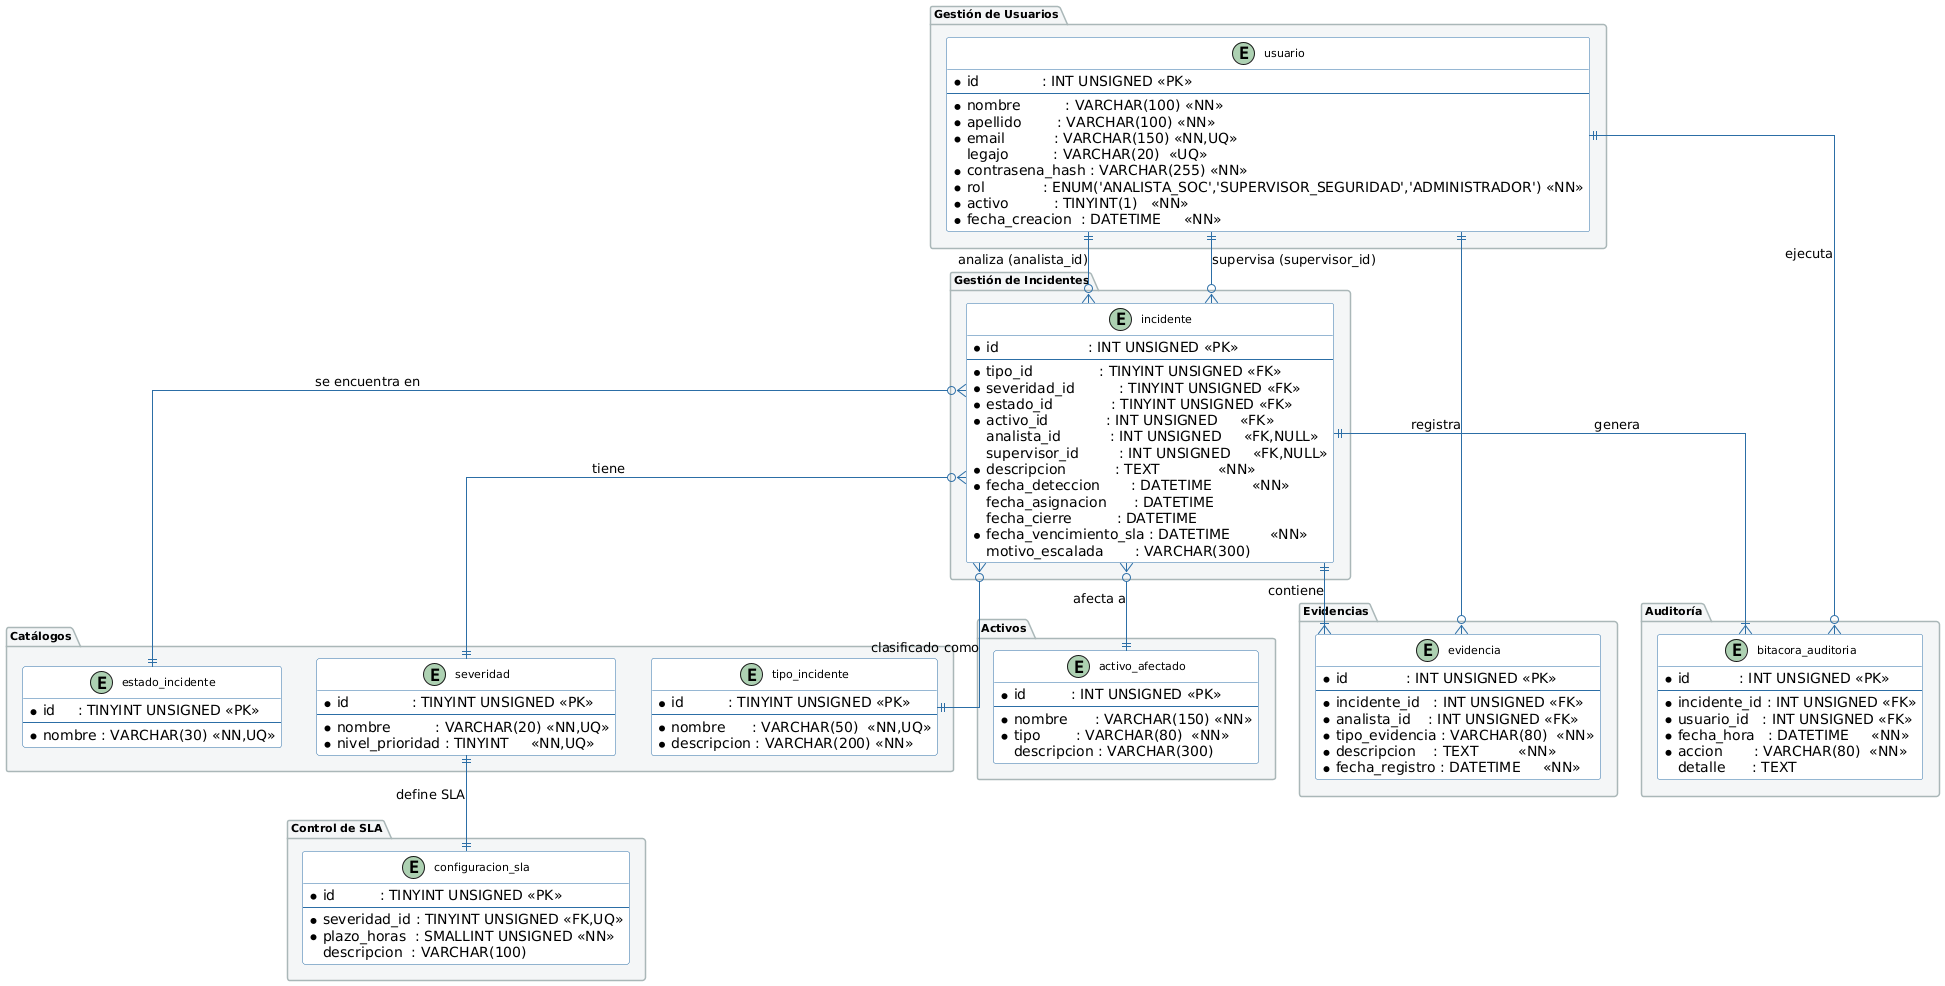 Gestión de Usuarios
E usuario
id : INT UNSIGNED «PK»
nombre : VARCHAR(100) «NN»
apellido : VARCHAR(100) «NN»
email : VARCHAR(150) «NN,UQ»
legajo : VARCHAR(20) «UQ»
contrasena_hash : VARCHAR(255) «NN»
rol : ENUM('ANALISTA_SOC','SUPERVISOR_SEGURIDAD','ADMINISTRADOR') «NN»
activo : TINYINT(1) «NN»
fecha_creacion : DATETIME «NN»
analiza (analista_id)
supervisa (supervisor_id)
ejecuta
Gestión de Incidentes
E incidente
id : INT UNSIGNED «PK»
tipo_id : TINYINT UNSIGNED «FK»
severidad_id : TINYINT UNSIGNED «FK»
estado_id : TINYINT UNSIGNED «FK»
activo_id : INT UNSIGNED «FK»
analista_id : INT UNSIGNED «FK,NULL»
supervisor_id : INT UNSIGNED «FK,NULL»
descripcion : TEXT «NN»
fecha_deteccion : DATETIME «NN»
fecha_asignacion : DATETIME
fecha_cierre : DATETIME
fecha_vencimiento_sla : DATETIME «NN»
motivo_escalada : VARCHAR(300)
se encuentra en
tiene
registra
genera
afecta a
contiene
clasificado como
Catálogos
E estado_incidente
id : TINYINT UNSIGNED «PK»
nombre : VARCHAR(30) «NN,UQ»
E severidad
id : TINYINT UNSIGNED «PK»
nombre : VARCHAR(20) «NN,UQ»
nivel_prioridad : TINYINT «NN,UQ»
E tipo_incidente
id : TINYINT UNSIGNED «PK»
nombre : VARCHAR(50) «NN,UQ»
descripcion : VARCHAR(200) «NN»
Activos
E activo_afectado
id : INT UNSIGNED «PK»
nombre : VARCHAR(150) «NN»
tipo : VARCHAR(80) «NN»
descripcion : VARCHAR(300)
Evidencias
E evidencia
id : INT UNSIGNED «PK»
incidente_id : INT UNSIGNED «FK»
analista_id : INT UNSIGNED «FK»
tipo_evidencia : VARCHAR(80) «NN»
descripcion : TEXT «NN»
fecha_registro : DATETIME «NN»
Auditoría
E bitacora_auditoria
id : INT UNSIGNED «PK»
incidente_id : INT UNSIGNED «FK»
usuario_id : INT UNSIGNED «FK»
fecha_hora : DATETIME «NN»
accion : VARCHAR(80) «NN»
detalle : TEXT
define SLA
Control de SLA
E configuracion_sla
id : TINYINT UNSIGNED «PK»
severidad_id : TINYINT UNSIGNED «FK,UQ»
plazo_horas : SMALLINT UNSIGNED «NN»
descripcion : VARCHAR(100)